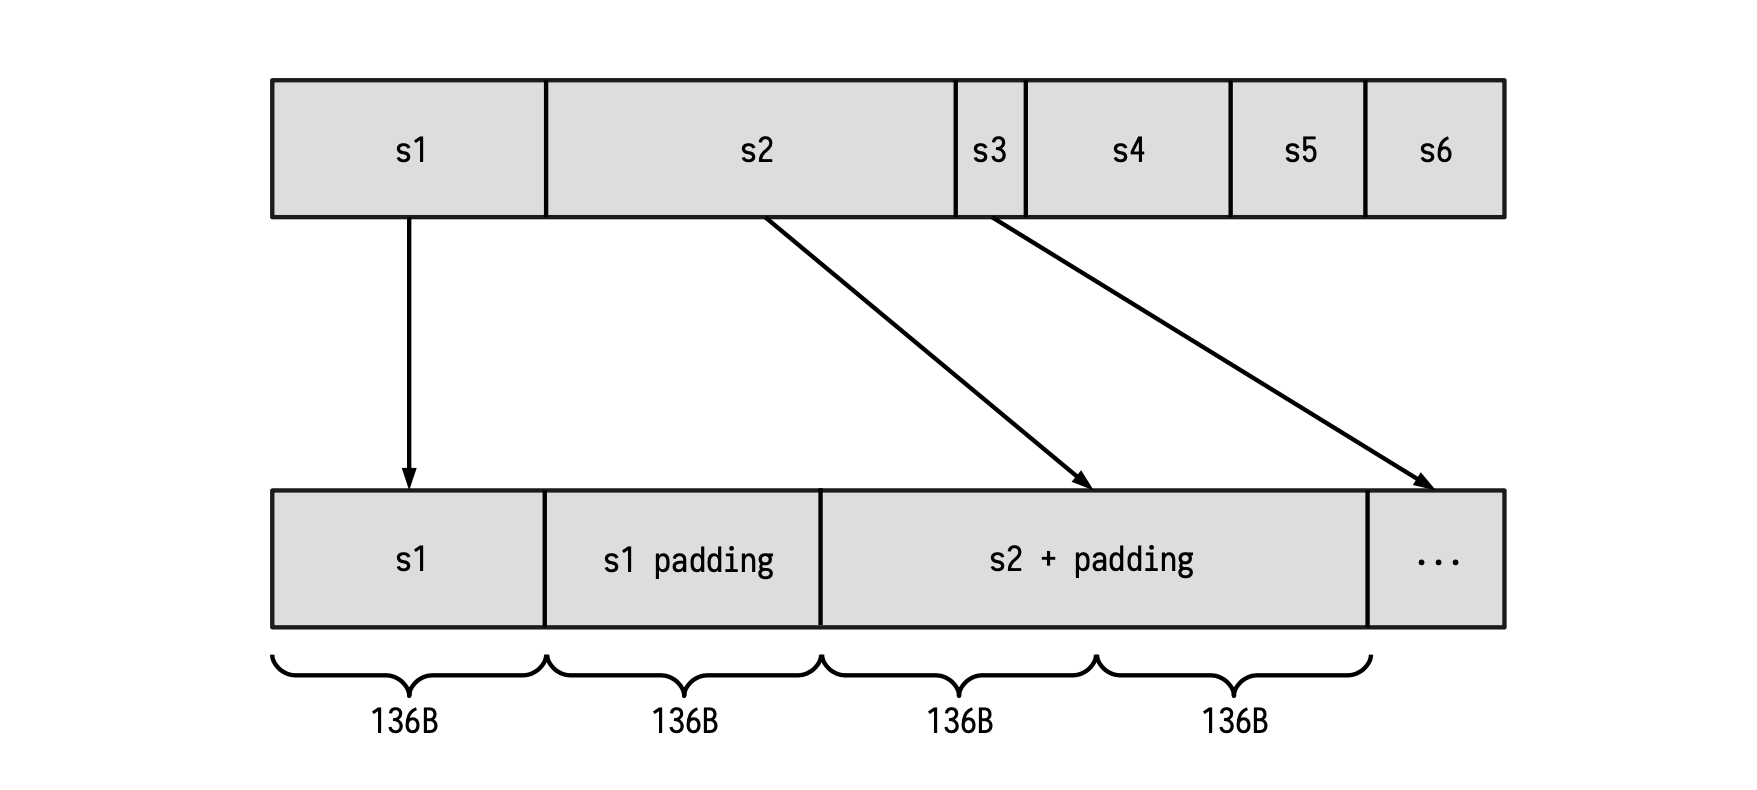 s1
s2
s3
s4
s5
s6
s1
s1 padding
s2 + padding
...
136B
136B
136B
136B